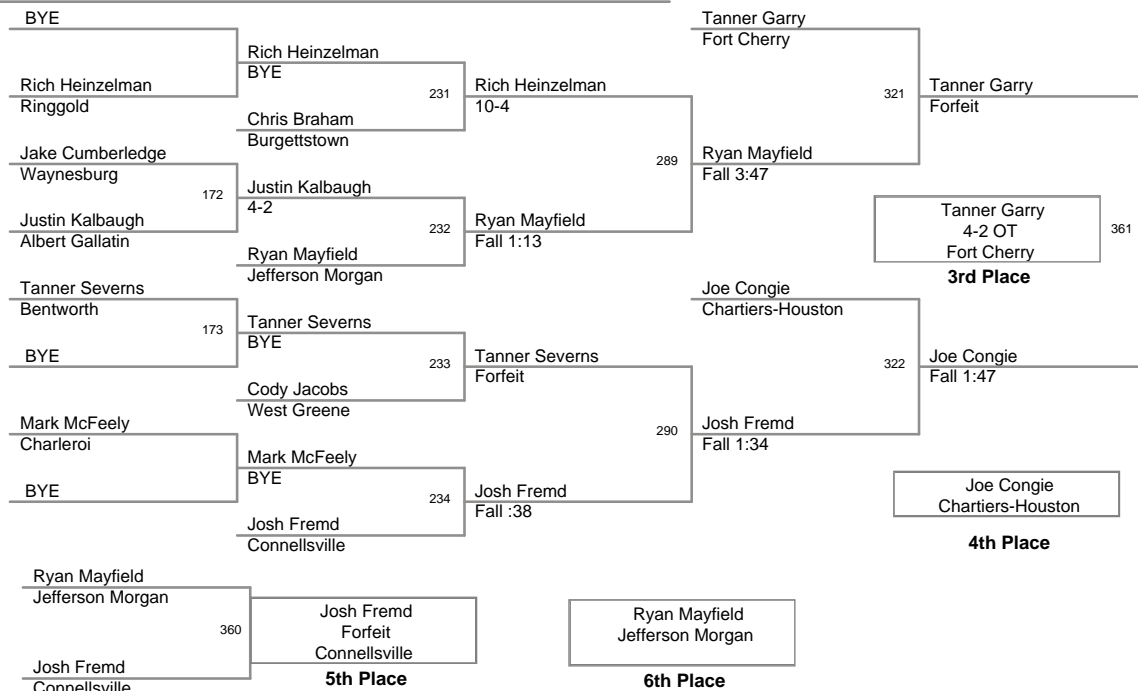 BYE
Rich Heinzelman
Ringgold
Jake Cumberledge
Waynesburg
172
Justin Kalbaugh
Albert Gallatin
Tanner Severns
Bentworth
173
BYE
Mark McFeely
Charleroi
BYE
Rich Heinzelman
BYE
231
Chris Braham
Burgettstown
Justin Kalbaugh
4-2
232
Ryan Mayfield
Jefferson Morgan
Tanner Severns
BYE
233
Cody Jacobs
West Greene
Mark McFeely
BYE
234
Josh Fremd
Connellsville
Rich Heinzelman
10-4
289
Ryan Mayfield
Fall 1:13
Tanner Severns
Forfeit
290
Josh Fremd
Fall :38
Tanner Garry
Fort Cherry
321
Ryan Mayfield
Fall 3:47
Joe Congie
Chartiers-Houston
322
Josh Fremd
Fall 1:34
Tanner Garry
Forfeit
Tanner Garry
4-2 OT
Fort Cherry
361
3rd Place
Joe Congie
Fall 1:47
Joe Congie
Chartiers-Houston
4th Place
Ryan Mayfield
Jefferson Morgan
360
Josh Fremd
Connellsville
Josh Fremd
Forfeit
Connellsville
5th Place
Ryan Mayfield
Jefferson Morgan
6th Place